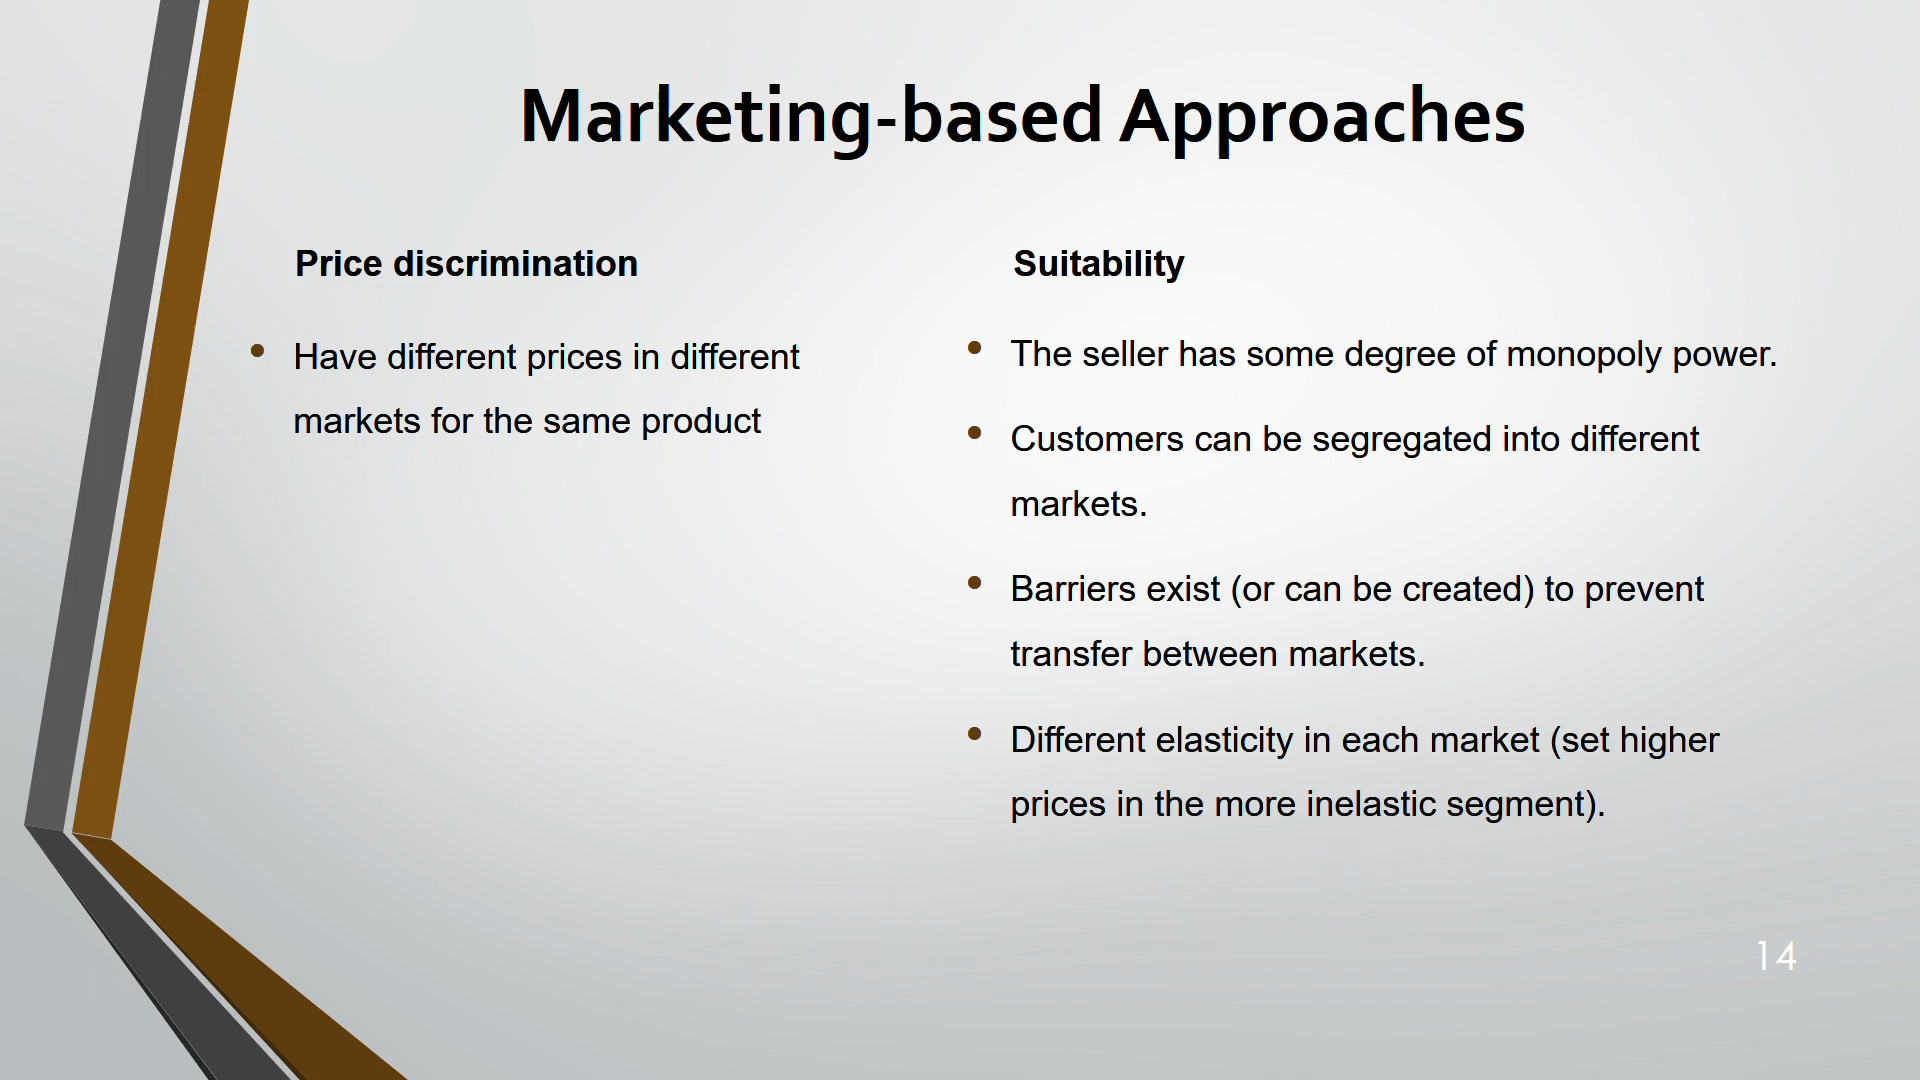 Marketing-based Approaches
Price discrimination
• Have different prices in different
markets for the same product
Suitability
• The seller has some degree of monopoly power.
• Customers can be segregated into different
markets.
• Barriers exist (or can be created) to prevent
transfer between markets.
• Different elasticity in each market (set higher
prices in the more inelastic segment).
14